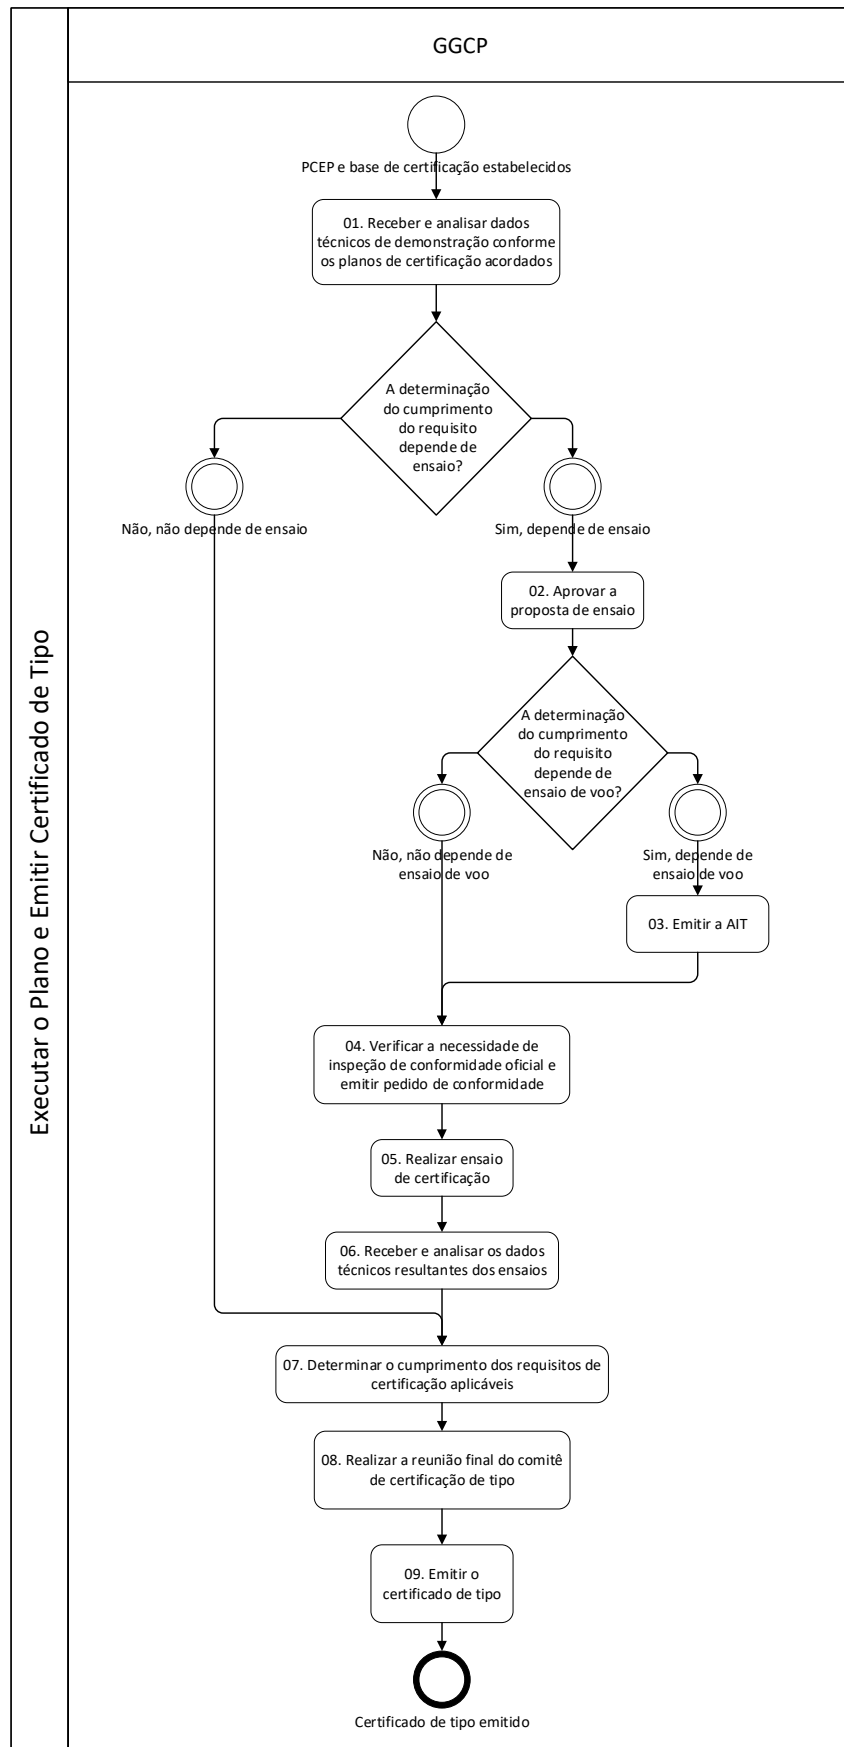 GGCP
Executar o Plano e Emitir Certificado de Tipo
PCEP e base de certificação estabelecidos
01. Receber e analisar dados
técnicos de demonstração conforme
os planos de certificação acordados
A determinação
do cumprimento
do requisito
depende de
ensaio?
Não, não depende de ensaio
Sim, depende de ensaio
02. Aprovar a
proposta de ensaio
A determinação
do cumprimento
do requisito
depende de
ensaio de voo?
Não, não depende de
ensaio de voo
Sim, depende de
ensaio de voo
03. Emitir a AIT
04. Verificar a necessidade de
inspeção de conformidade oficial e
emitir pedido de conformidade
05. Realizar ensaio
de certificação
06. Receber e analisar os dados
técnicos resultantes dos ensaios
07. Determinar o cumprimento dos requisitos de
certificação aplicáveis
08. Realizar a reunião final do comitê
de certificação de tipo
09. Emitir o
certificado de tipo
Certificado de tipo emitido